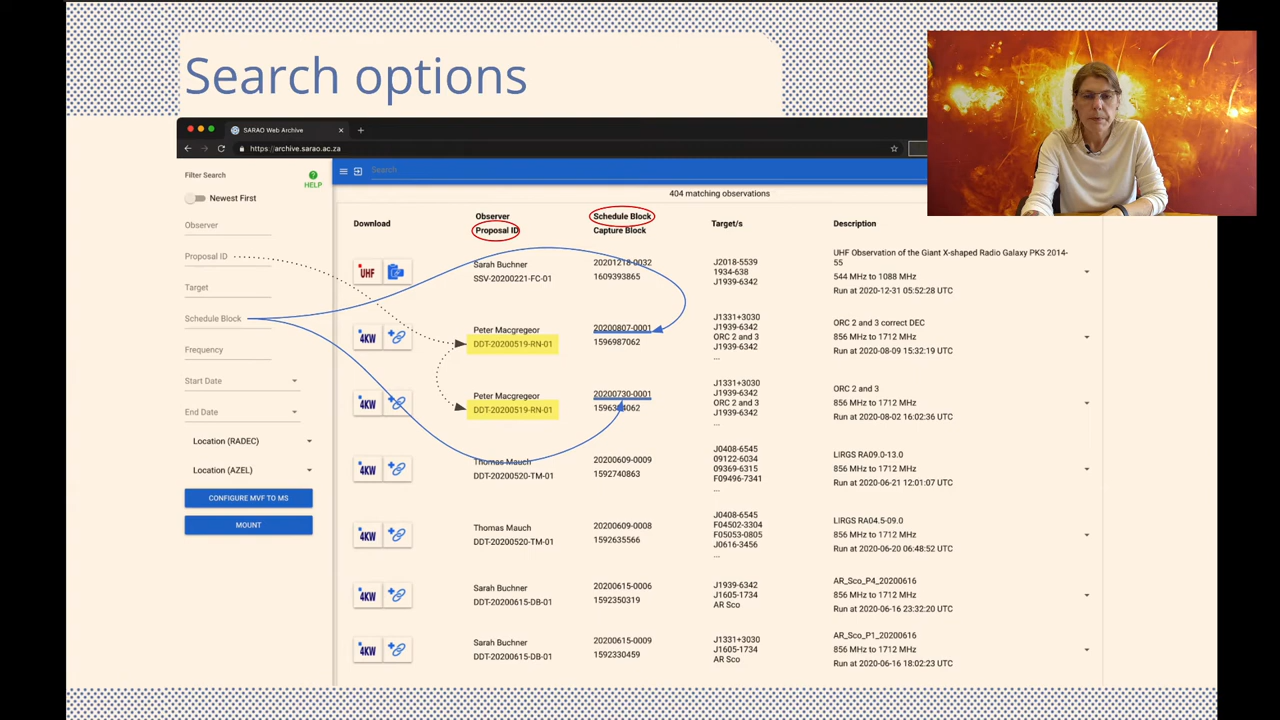 Search options
SARAO Web Archive
https://archive.sarao.ac.za
Filter Search
HELP
Newest First
Observer
Proposal ID
Target
Schedule Block
Frequency
Start Date
End Date
Location (RADEC)
Location (AZEL)
CONFIGURE MVF TO MS
MOUNT
Search
404 matching observations
Download
Observer
Proposal ID
Schedule Block
Capture Block
Target/s
Description
UHF
Sarah Buchner
SSV-20200221-FC-01
20201218-0032
1609393865
J2018-5539
1934-638
J1939-6342
UHF Observation of the Giant X-shaped Radio Galaxy PKS 2014-
55
544 MHz to 1088 MHz
Run at 2020-12-31 05:52:28 UTC
4KW
Peter Macgregeor
DDT-20200519-RN-01
20200807-0001
1596987062
J1331+3030
J1939-6342
ORC 2 and 3
J1939-6342
...
ORC 2 and 3 correct DEC
856 MHz to 1712 MHz
Run at 2020-08-09 15:32:19 UTC
4KW
Peter Macgregeor
DDT-20200519-RN-01
20200730-0001
J1331+3030
J1939-6342
ORC 2 and 3
J1939-6342
...
ORC 2 and 3
856 MHz to 1712 MHz
Run at 2020-08-02 16:02:36 UTC
4KW
Thomas Mauch
DDT-20200520-TM-01
20200609-0009
1592740863
J0408-6545
09122-6034
09369-6315
F09496-7341
...
LIRGS RA09.0-13.0
856 MHz to 1712 MHz
Run at 2020-06-21 12:01:07 UTC
4KW
Thomas Mauch
DDT-20200520-TM-01
20200609-0008
1592635566
J0408-6545
F04502-3304
F05053-0805
J0616-3456
...
LIRGS RA04.5-09.0
856 MHz to 1712 MHz
Run at 2020-06-20 06:48:52 UTC
4KW
Sarah Buchner
DDT-20200615-DB-01
20200615-0006
1592350319
J1939-6342
J1605-1734
AR Sco
AR_Sco_P4_20200616
856 MHz to 1712 MHz
Run at 2020-06-16 23:32:20 UTC
4KW
Sarah Buchner
DDT-20200615-DB-01
20200615-0009
1592330459
J1331+3030
J1605-1734
AR Sco
AR_Sco_P1_20200616
856 MHz to 1712 MHz
Run at 2020-06-16 18:02:23 UTC